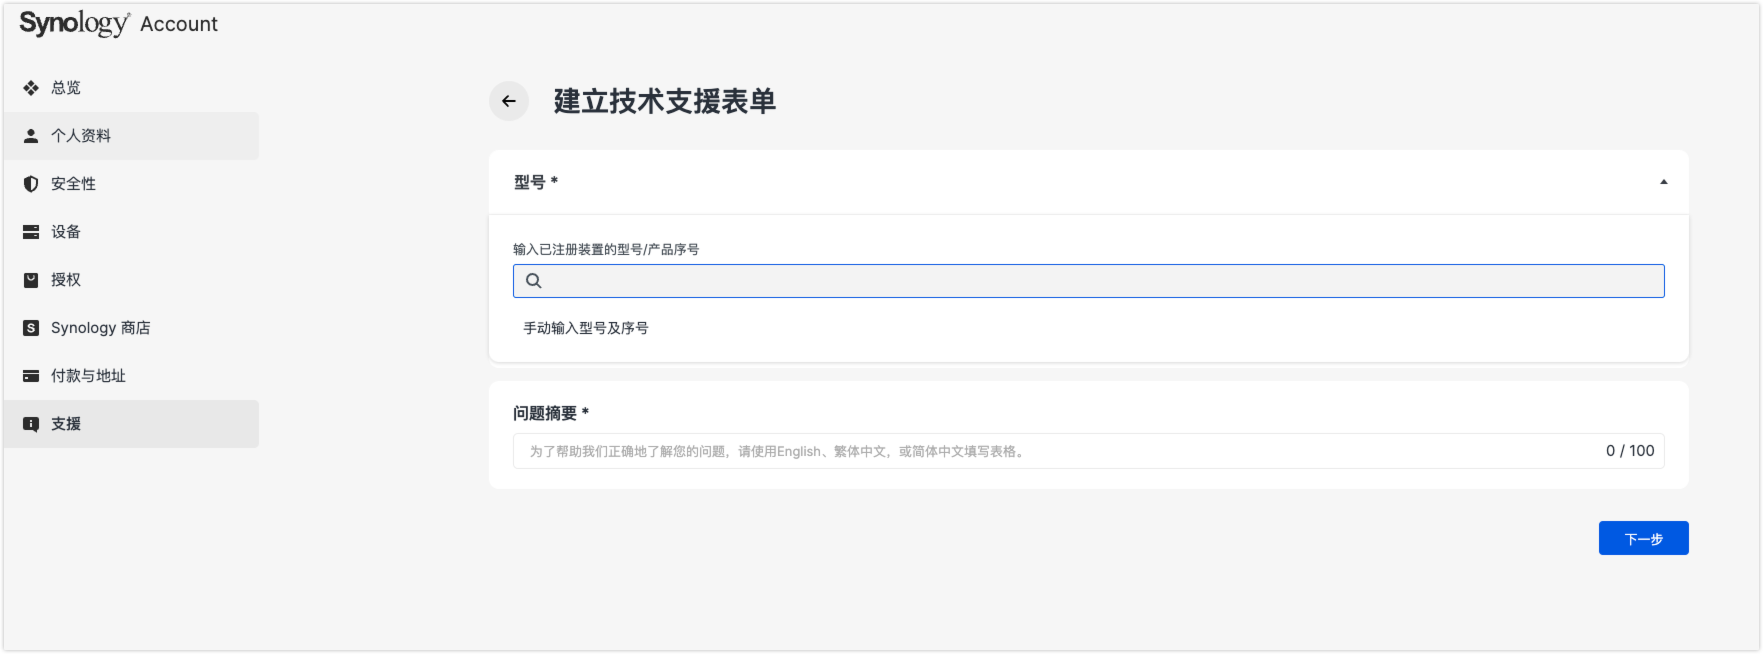 Synology® Account
总览
个人资料
安全性
设备
授权
Synology 商店
付款与地址
支援
建立技术支援表单
型号 *
输入已注册装置的型号/产品序号
手动输入型号及序号
问题摘要 *
为了帮助我们正确地了解您的问题，请使用English、繁体中文，或简体中文填写表格。 0 / 100
下一步